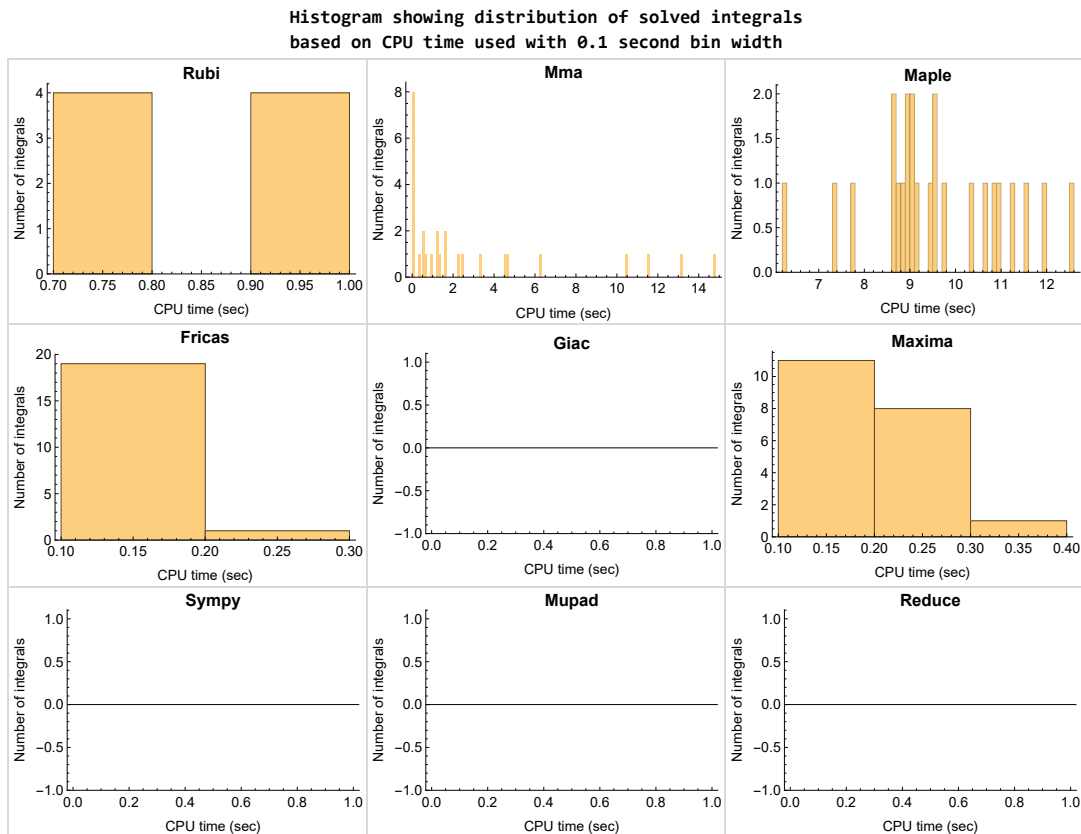 Histogram showing distribution of solved integrals
based on CPU time used with 0.1 second bin width
Rubi
Number of integrals
4
3
2
1
0
0.70 0.75 0.80 0.85 0.90 0.95 1.00
CPU time (sec)
Mma
Number of integrals
8
6
4
2
0
0 2 4 6 8 10 12 14
CPU time (sec)
Maple
Number of integrals
2.0
1.5
1.0
0.5
0.0
7 8 9 10 11 12
CPU time (sec)
Fricas
Number of integrals
20
15
10
5
0
0.10 0.15 0.20 0.25 0.30
CPU time (sec)
Giac
Number of integrals
1.0
0.5
0.0
−0.5
−1.0
0.0 0.2 0.4 0.6 0.8 1.0
CPU time (sec)
Maxima
Number of integrals
10
8
6
4
2
0
0.10 0.15 0.20 0.25 0.30 0.35 0.40
CPU time (sec)
Sympy
Number of integrals
1.0
0.5
0.0
−0.5
−1.0
0.0 0.2 0.4 0.6 0.8 1.0
CPU time (sec)
Mupad
Number of integrals
1.0
0.5
0.0
−0.5
−1.0
0.0 0.2 0.4 0.6 0.8 1.0
CPU time (sec)
Reduce
Number of integrals
1.0
0.5
0.0
−0.5
−1.0
0.0 0.2 0.4 0.6 0.8 1.0
CPU time (sec)